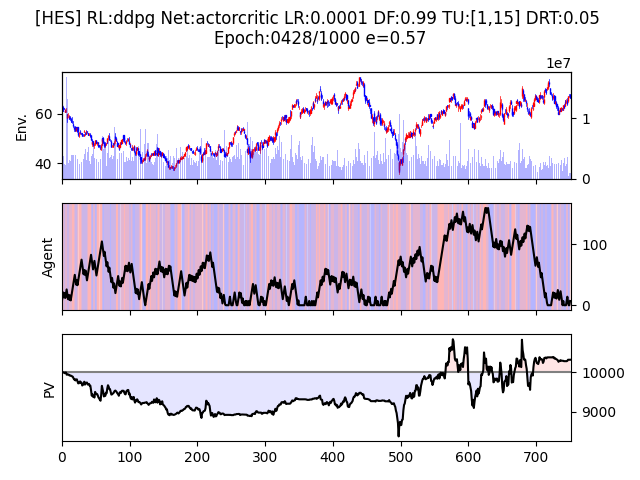 [HES] RL:ddpg Net:actorcritic LR:0.0001 DF:0.99 TU:[1,15] DRT:0.05
Epoch:0428/1000 e=0.57
1e7
60
40
Env.
1
0
Agent
100
0
PV
10000
9000
0 100 200 300 400 500 600 700